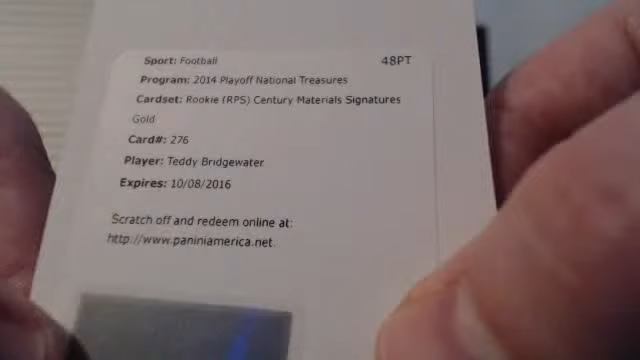 Sport: Football 48PT
Program: 2014 Playoff National Treasures
Cardset: Rookie (RPS) Century Materials Signatures
Gold
Card#: 276
Player: Teddy Bridgewater
Expires: 10/08/2016
Scratch off and redeem online at:
http://www.paniniamerica.net.